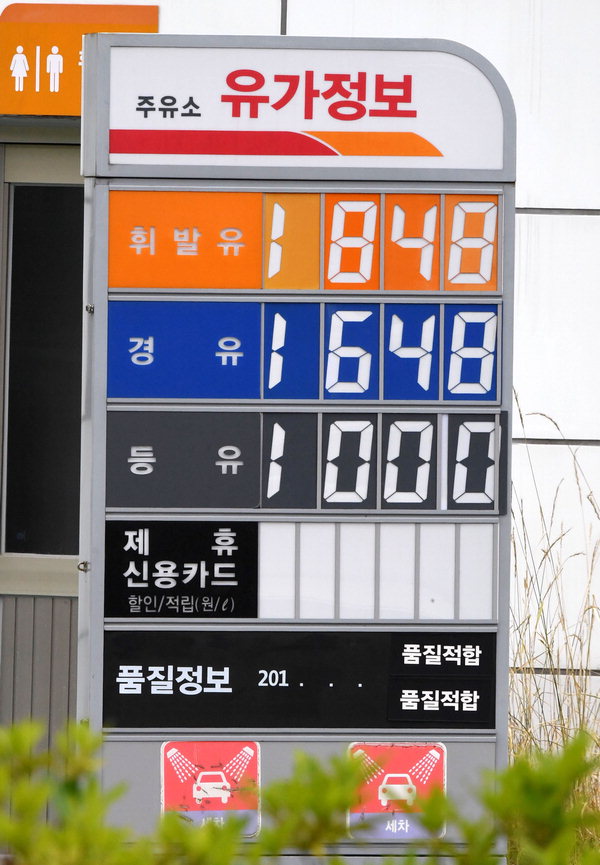 주유소 유가정보
휘발유 1848
경유 1648
등유 1000
제휴
신용카드
할인/적립(원/ℓ)
품질적합
품질정보 201 . . .
품질적합
세차 세차